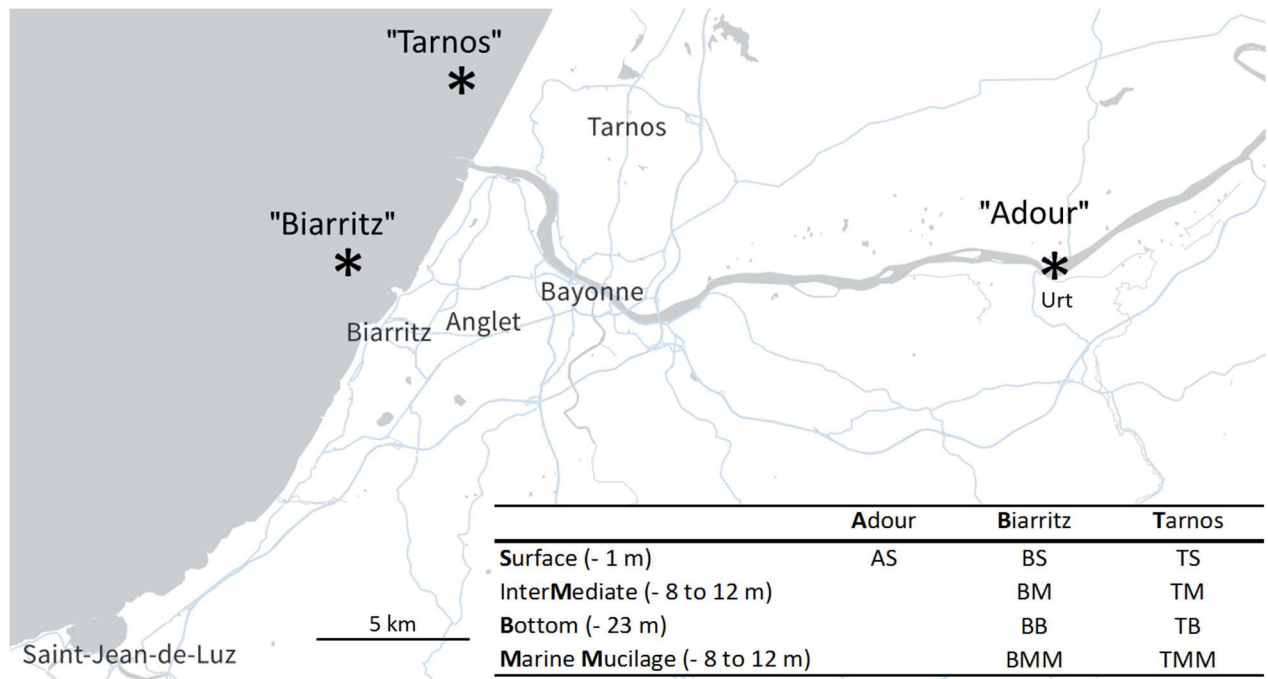 "Tarnos"
*
Tarnos
"Biarritz"
*
"Adour"
*
Urt
Bayonne
Biarritz
Anglet
Saint-Jean-de-Luz
5 km
Adour Biarritz Tarnos
Surface (- 1 m) AS BS TS
InterMediate (- 8 to 12 m) BM TM
Bottom (- 23 m) BB TB
Marine Mucilage (- 8 to 12 m) BMM TMM